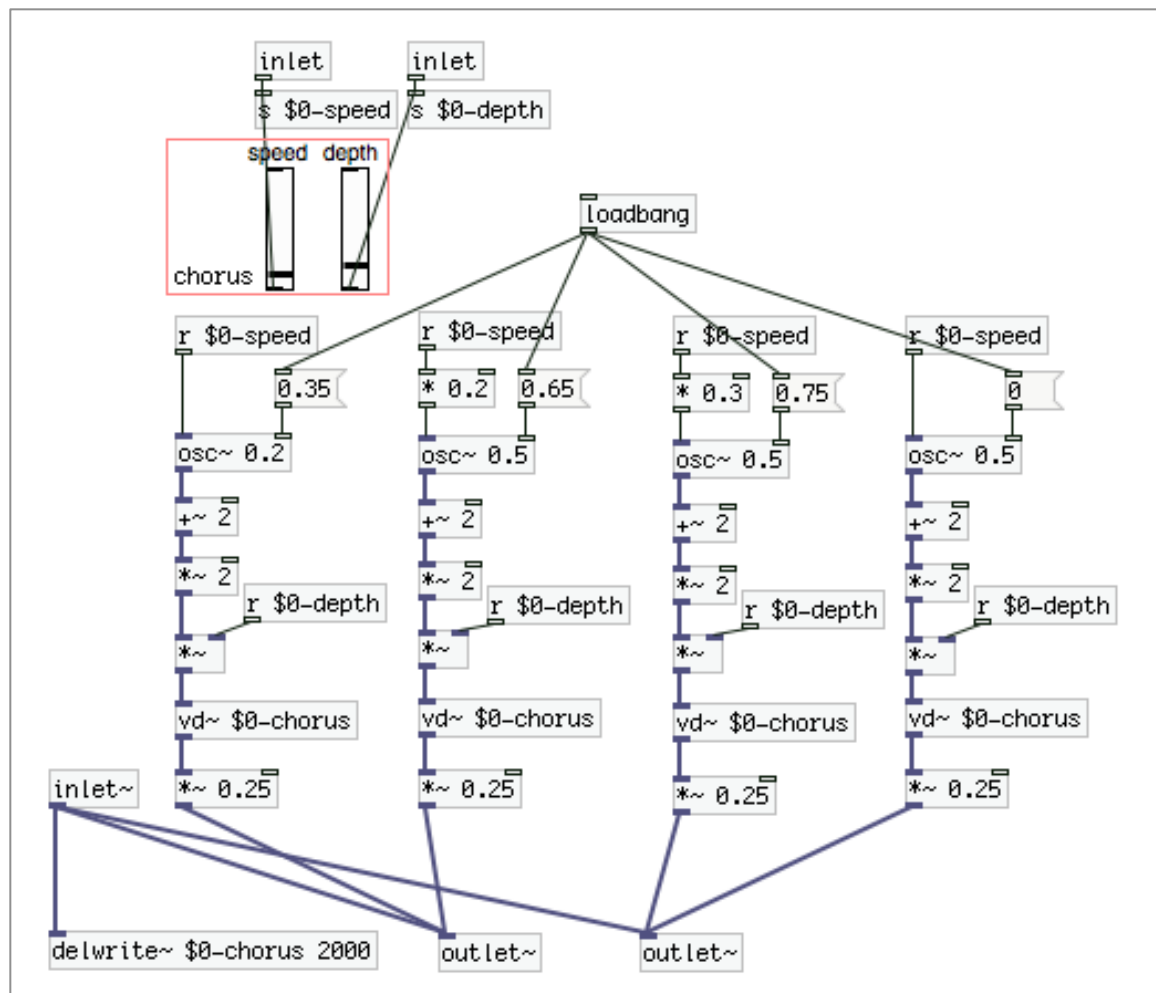 inlet
inlet
s $0-speed
s $0-depth
speed
depth
chorus
loadbang
r $0-speed
r $0-speed
r $0-speed
r $0-speed
0.35
* 0.2
0.65
* 0.3
0.75
0
osc~ 0.2
osc~ 0.5
osc~ 0.5
osc~ 0.5
+~ 2
+~ 2
+~ 2
+~ 2
*~ 2
*~ 2
*~ 2
*~ 2
r $0-depth
r $0-depth
r $0-depth
r $0-depth
*~
*~
*~
*~
vd~ $0-chorus
vd~ $0-chorus
vd~ $0-chorus
vd~ $0-chorus
inlet~
*~ 0.25
*~ 0.25
*~ 0.25
*~ 0.25
delwrite~ $0-chorus 2000
outlet~
outlet~